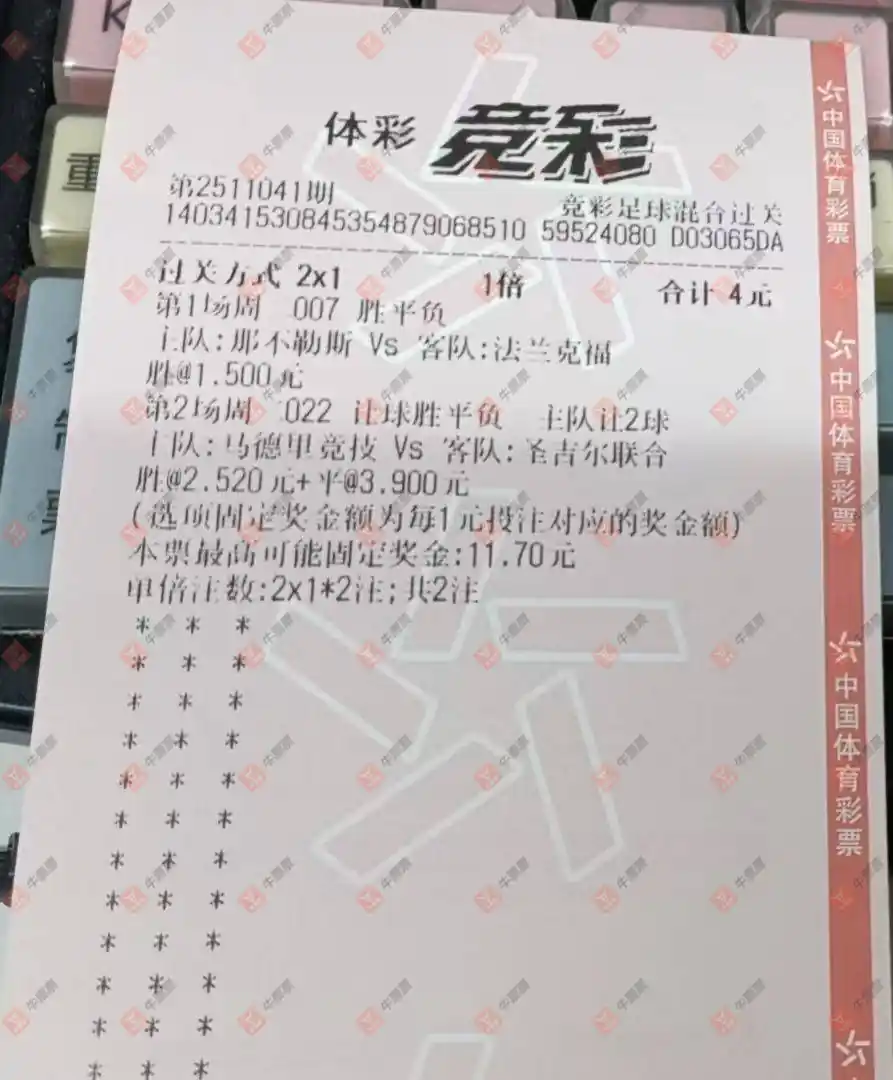 K
重
体彩 竞彩
第2511041期
竞彩足球混合过关
140341530845354879068510 59524080 D03065DA
过关方式 2x1 1倍 合计 4元
第1场周 007 胜平负
主队:那不勒斯 Vs 客队:法兰克福
胜@1.500元
第2场周 022 让球胜平负 主队让2球
主队:马德里竞技 Vs 客队:圣吉尔联合
胜@2.520元+平@3.900元
(选项固定奖金额为每1元投注对应的奖金额)
本票最高可能固定奖金:11.70元
单倍注数:2x1*2注;共2注
中国体育彩票
中国体育彩票
中国体育彩票
牛票票